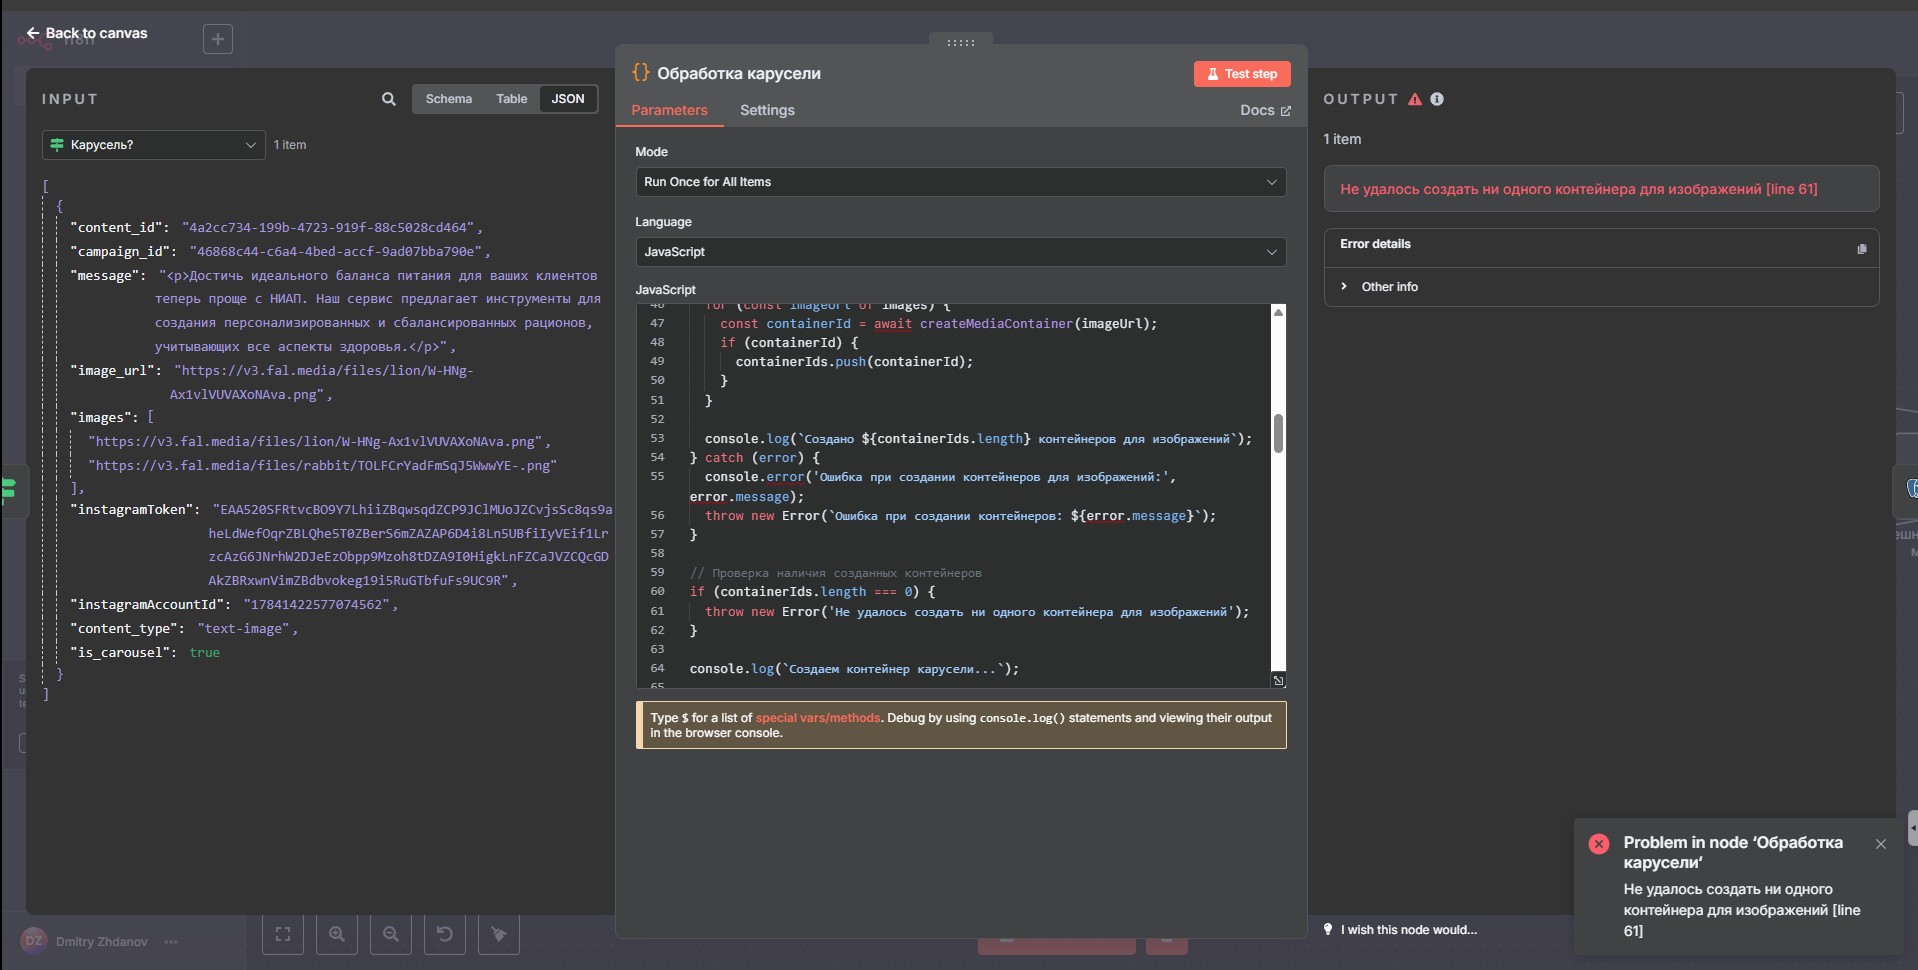 Back to canvas
INPUT
Schema
Table
JSON
Карусель?
1 item
[
{
"content_id": "4a2cc734-199b-4723-919f-88c5028cd464",
"campaign_id": "46868c44-c6a4-4bed-accf-9ad07bba790e",
"message": "<p>Достичь идеального баланса питания для ваших клиентов
теперь проще с НИАП. Наш сервис предлагает инструменты для
создания персонализированных и сбалансированных рационов,
учитывающих все аспекты здоровья.</p>",
"image_url": "https://v3.fal.media/files/lion/W-HNg-
Ax1vlVUVAXoNAva.png",
"images": [
"https://v3.fal.media/files/lion/W-HNg-Ax1vlVUVAXoNAva.png",
"https://v3.fal.media/files/rabbit/TOLFCrYadFmSqJ5WwwYE-.png"
],
"instagramToken": "EAA520SFRtvcBO9Y7LhiiZBqwsqdZCP9JClMUoJZCvjsSc8qs9a
heLdWefOqrZBLQhe5T0ZBerS6mZAZAP6D4i8Ln5UBfiIyVEif1Lr
zcAzG6JNrhW2DJeEzObpp9Mzoh8tDZA9I0HigkLnFZCaJVZCQcGD
AkZBRxwnVimZBdbvokeg19i5RuGTbfuFs9UC9R",
"instagramAccountId": "17841422577074562",
"content_type": "text-image",
"is_carousel": true
}
]
Обработка карусели
Test step
Parameters
Settings
Docs
Mode
Run Once for All Items
Language
JavaScript
JavaScript
46 for (const imageUrl of images) {
47 const containerId = await createMediaContainer(imageUrl);
48 if (containerId) {
49 containerIds.push(containerId);
50 }
51 }
52
53 console.log(`Создано ${containerIds.length} контейнеров для изображений`);
54 } catch (error) {
55 console.error('Ошибка при создании контейнеров для изображений:',
error.message);
56 throw new Error(`Ошибка при создании контейнеров: ${error.message}`);
57 }
58
59 // Проверка наличия созданных контейнеров
60 if (containerIds.length === 0) {
61 throw new Error('Не удалось создать ни одного контейнера для изображений');
62 }
63
64 console.log(`Создаем контейнер карусели...`);
65
Type $ for a list of special vars/methods. Debug by using console.log() statements and viewing their output
in the browser console.
OUTPUT
1 item
Не удалось создать ни одного контейнера для изображений [line 61]
Error details
Other info
I wish this node would...
Problem in node ‘Обработка
карусели‘
Не удалось создать ни одного
контейнера для изображений [line
61]
DZ
Dmitry Zhdanov